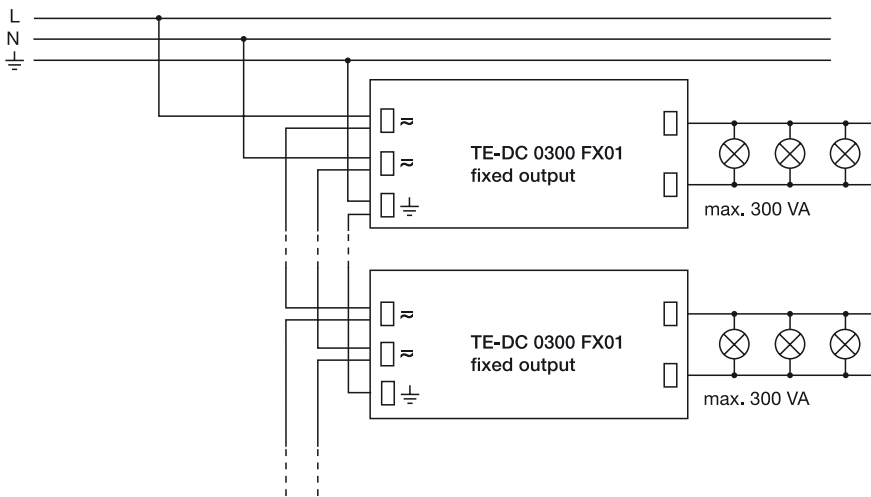 L
N
TE-DC 0300 FX01
fixed output
max. 300 VA
TE-DC 0300 FX01
fixed output
max. 300 VA